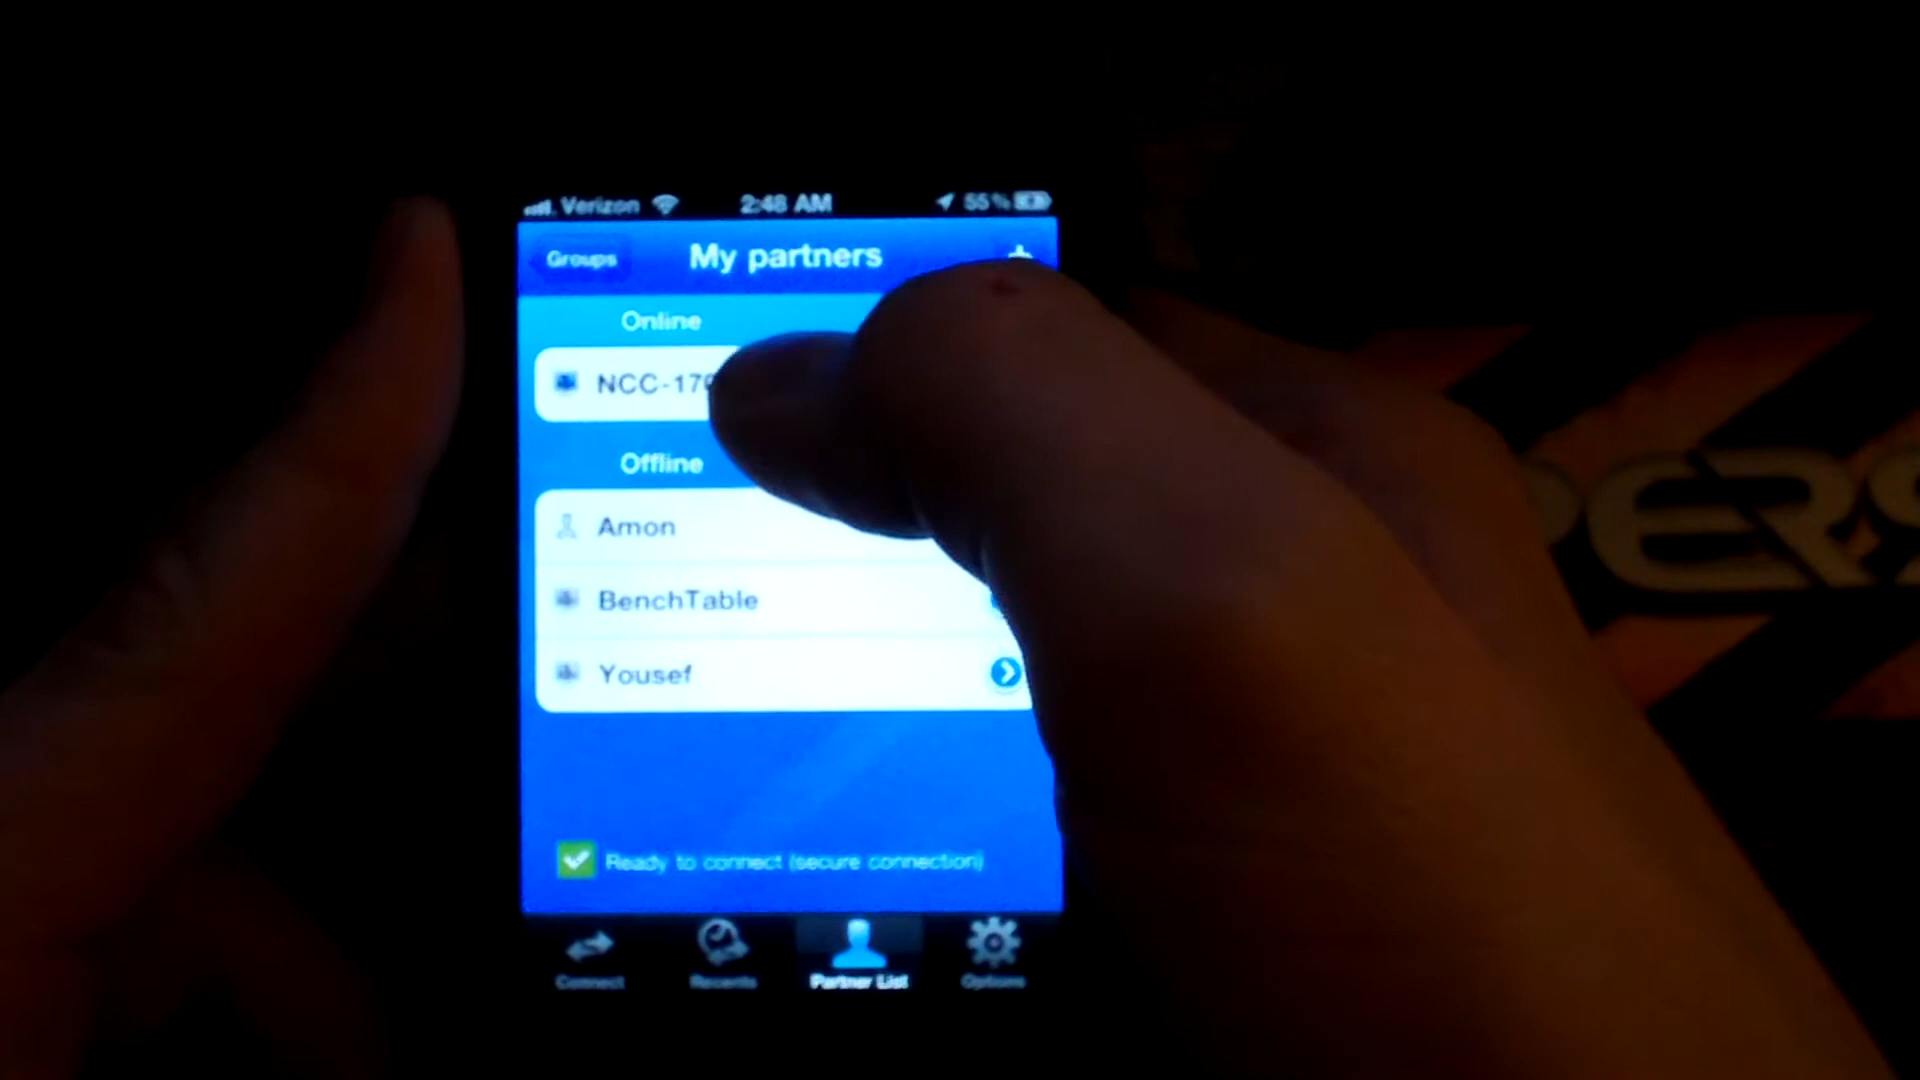 Verizon 2:48 AM 55%
Groups My partners +
Online
NCC-170
Offline
Amon
BenchTable
Yousef
Ready to connect (secure connection)
Connect Recents Partner List Options